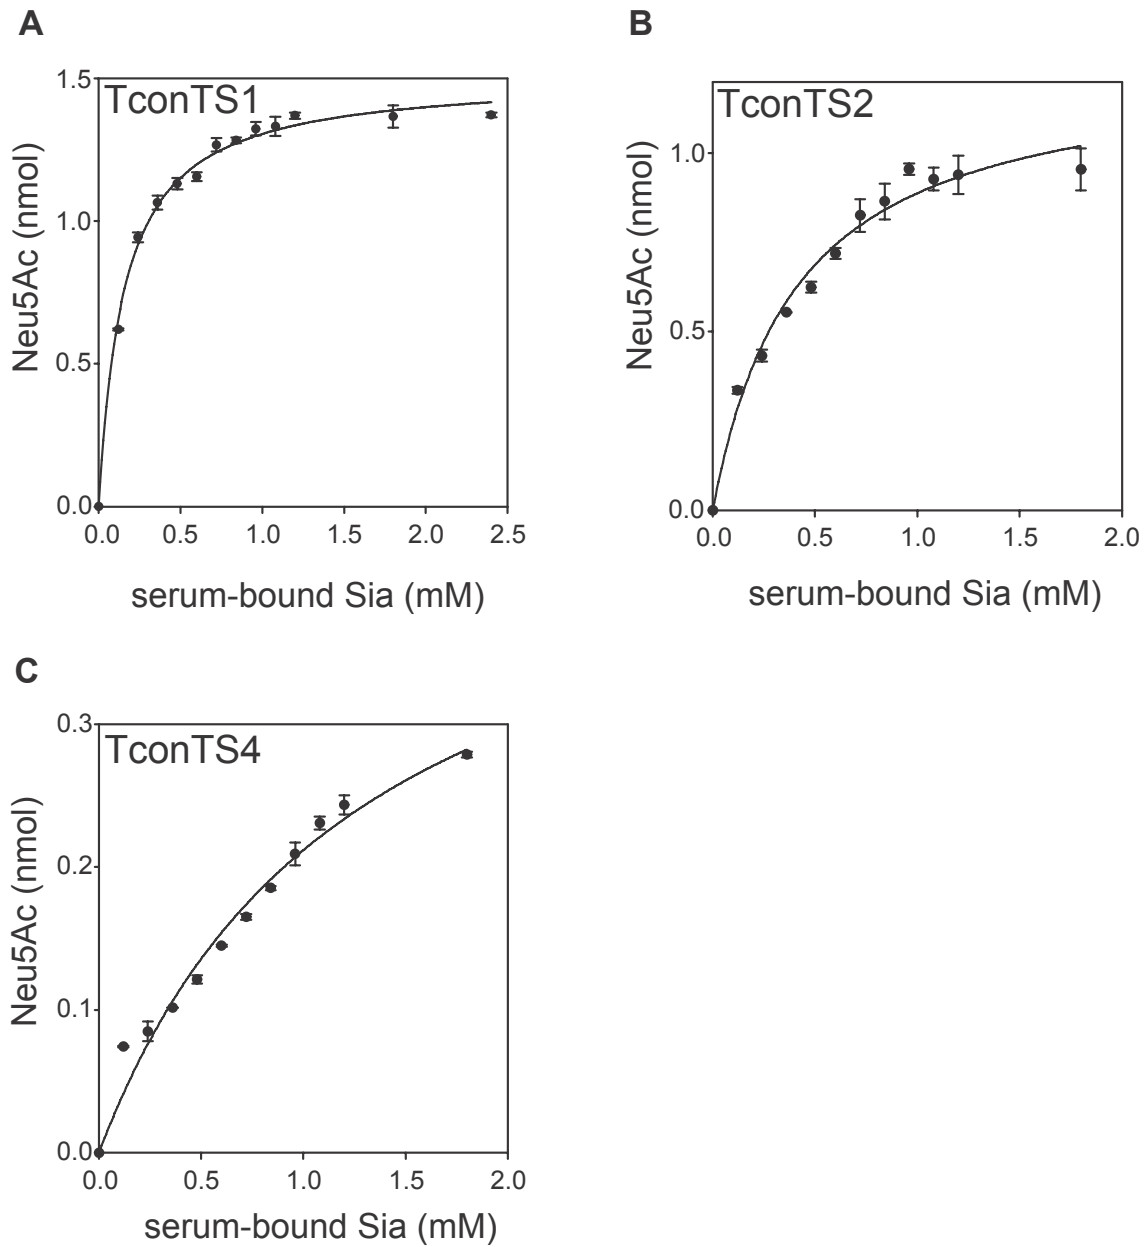 A
TconTS1
1.5
1.0
0.5
0.0
Neu5Ac (nmol)
0.0 0.5 1.0 1.5 2.0 2.5
serum-bound Sia (mM)
B
TconTS2
1.0
0.5
0.0
Neu5Ac (nmol)
0.0 0.5 1.0 1.5 2.0
serum-bound Sia (mM)
C
TconTS4
0.3
0.2
0.1
0.0
Neu5Ac (nmol)
0.0 0.5 1.0 1.5 2.0
serum-bound Sia (mM)